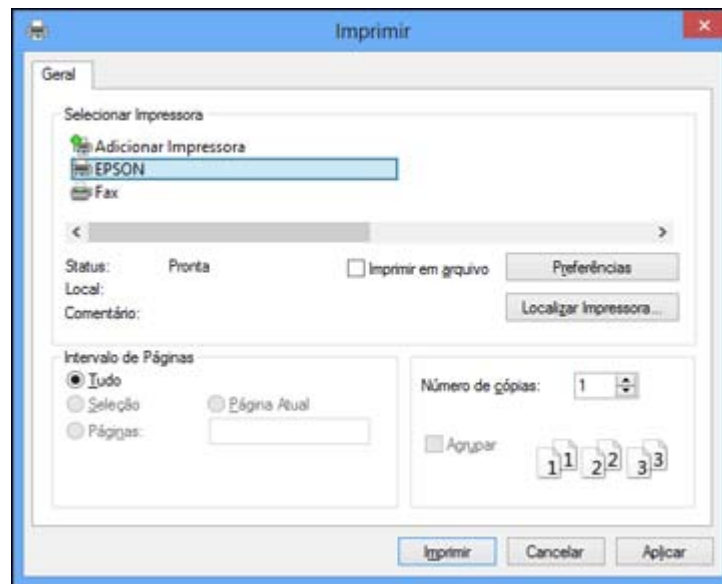 Imprimir
Geral
Selecionar Impressora
Adicionar Impressora
EPSON
Fax
Status: Pronta
Imprimir em arquivo
Preferências
Local:
Comentário:
Localizar Impressora...
Intervalo de Páginas
Tudo
Seleção
Página Atual
Páginas:
Número de cópias: 1
Agrupar
1 1 2 2 3 3
Imprimir
Cancelar
Aplicar